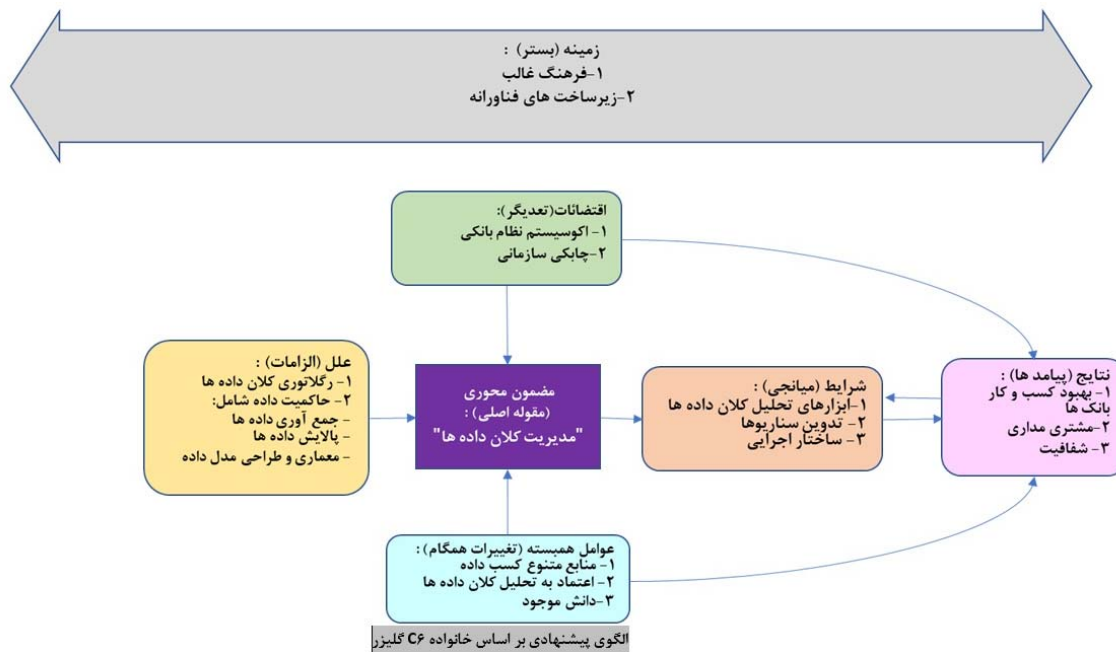 زمینه (بستر) :
۱-فرهنگ غالب
۲-زیرساخت های فناورانه
اقتضائات(تعدیگر):
۱- اکوسیستم نظام بانکی
۲-چابکی سازمانی
علل (الزامات) :
۱- رگلاتوری کلان داده ها
۲- حاکمیت داده شامل:
- جمع آوری داده ها
- پالایش داده ها
- معماری و طراحی مدل داده
مضمون محوری
(مقوله اصلی) :
"مدیریت کلان داده ها"
شرایط (میانجی) :
۱-ابزارهای تحلیل کلان داده ها
۲- تدوین سناریوها
۳- ساختار اجرایی
نتایج (پیامد ها) :
۱- بهبود کسب و کار
بانک ها
۲-مشتری مداری
۳- شفافیت
عوامل همبسته (تغییرات همگام) :
۱- منابع متنوع کسب داده
۲- اعتماد به تحلیل کلان داده ها
۳-دانش موجود
الگوی پیشنهادی بر اساس خانواده C۶ گلیزر